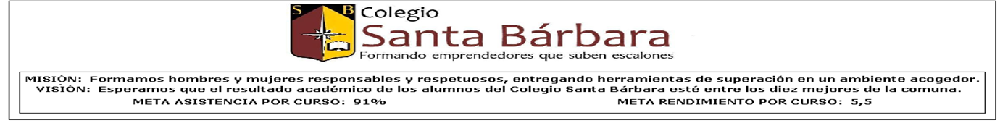 S B
Colegio
Santa Bárbara
Formando emprendedores que suben escalones
MISIÓN: Formamos hombres y mujeres responsables y respetuosos, entregando herramientas de superación en un ambiente acogedor.
VISIÓN: Esperamos que el resultado académico de los alumnos del Colegio Santa Bárbara esté entre los diez mejores de la comuna.
META ASISTENCIA POR CURSO: 91% META RENDIMIENTO POR CURSO: 5,5